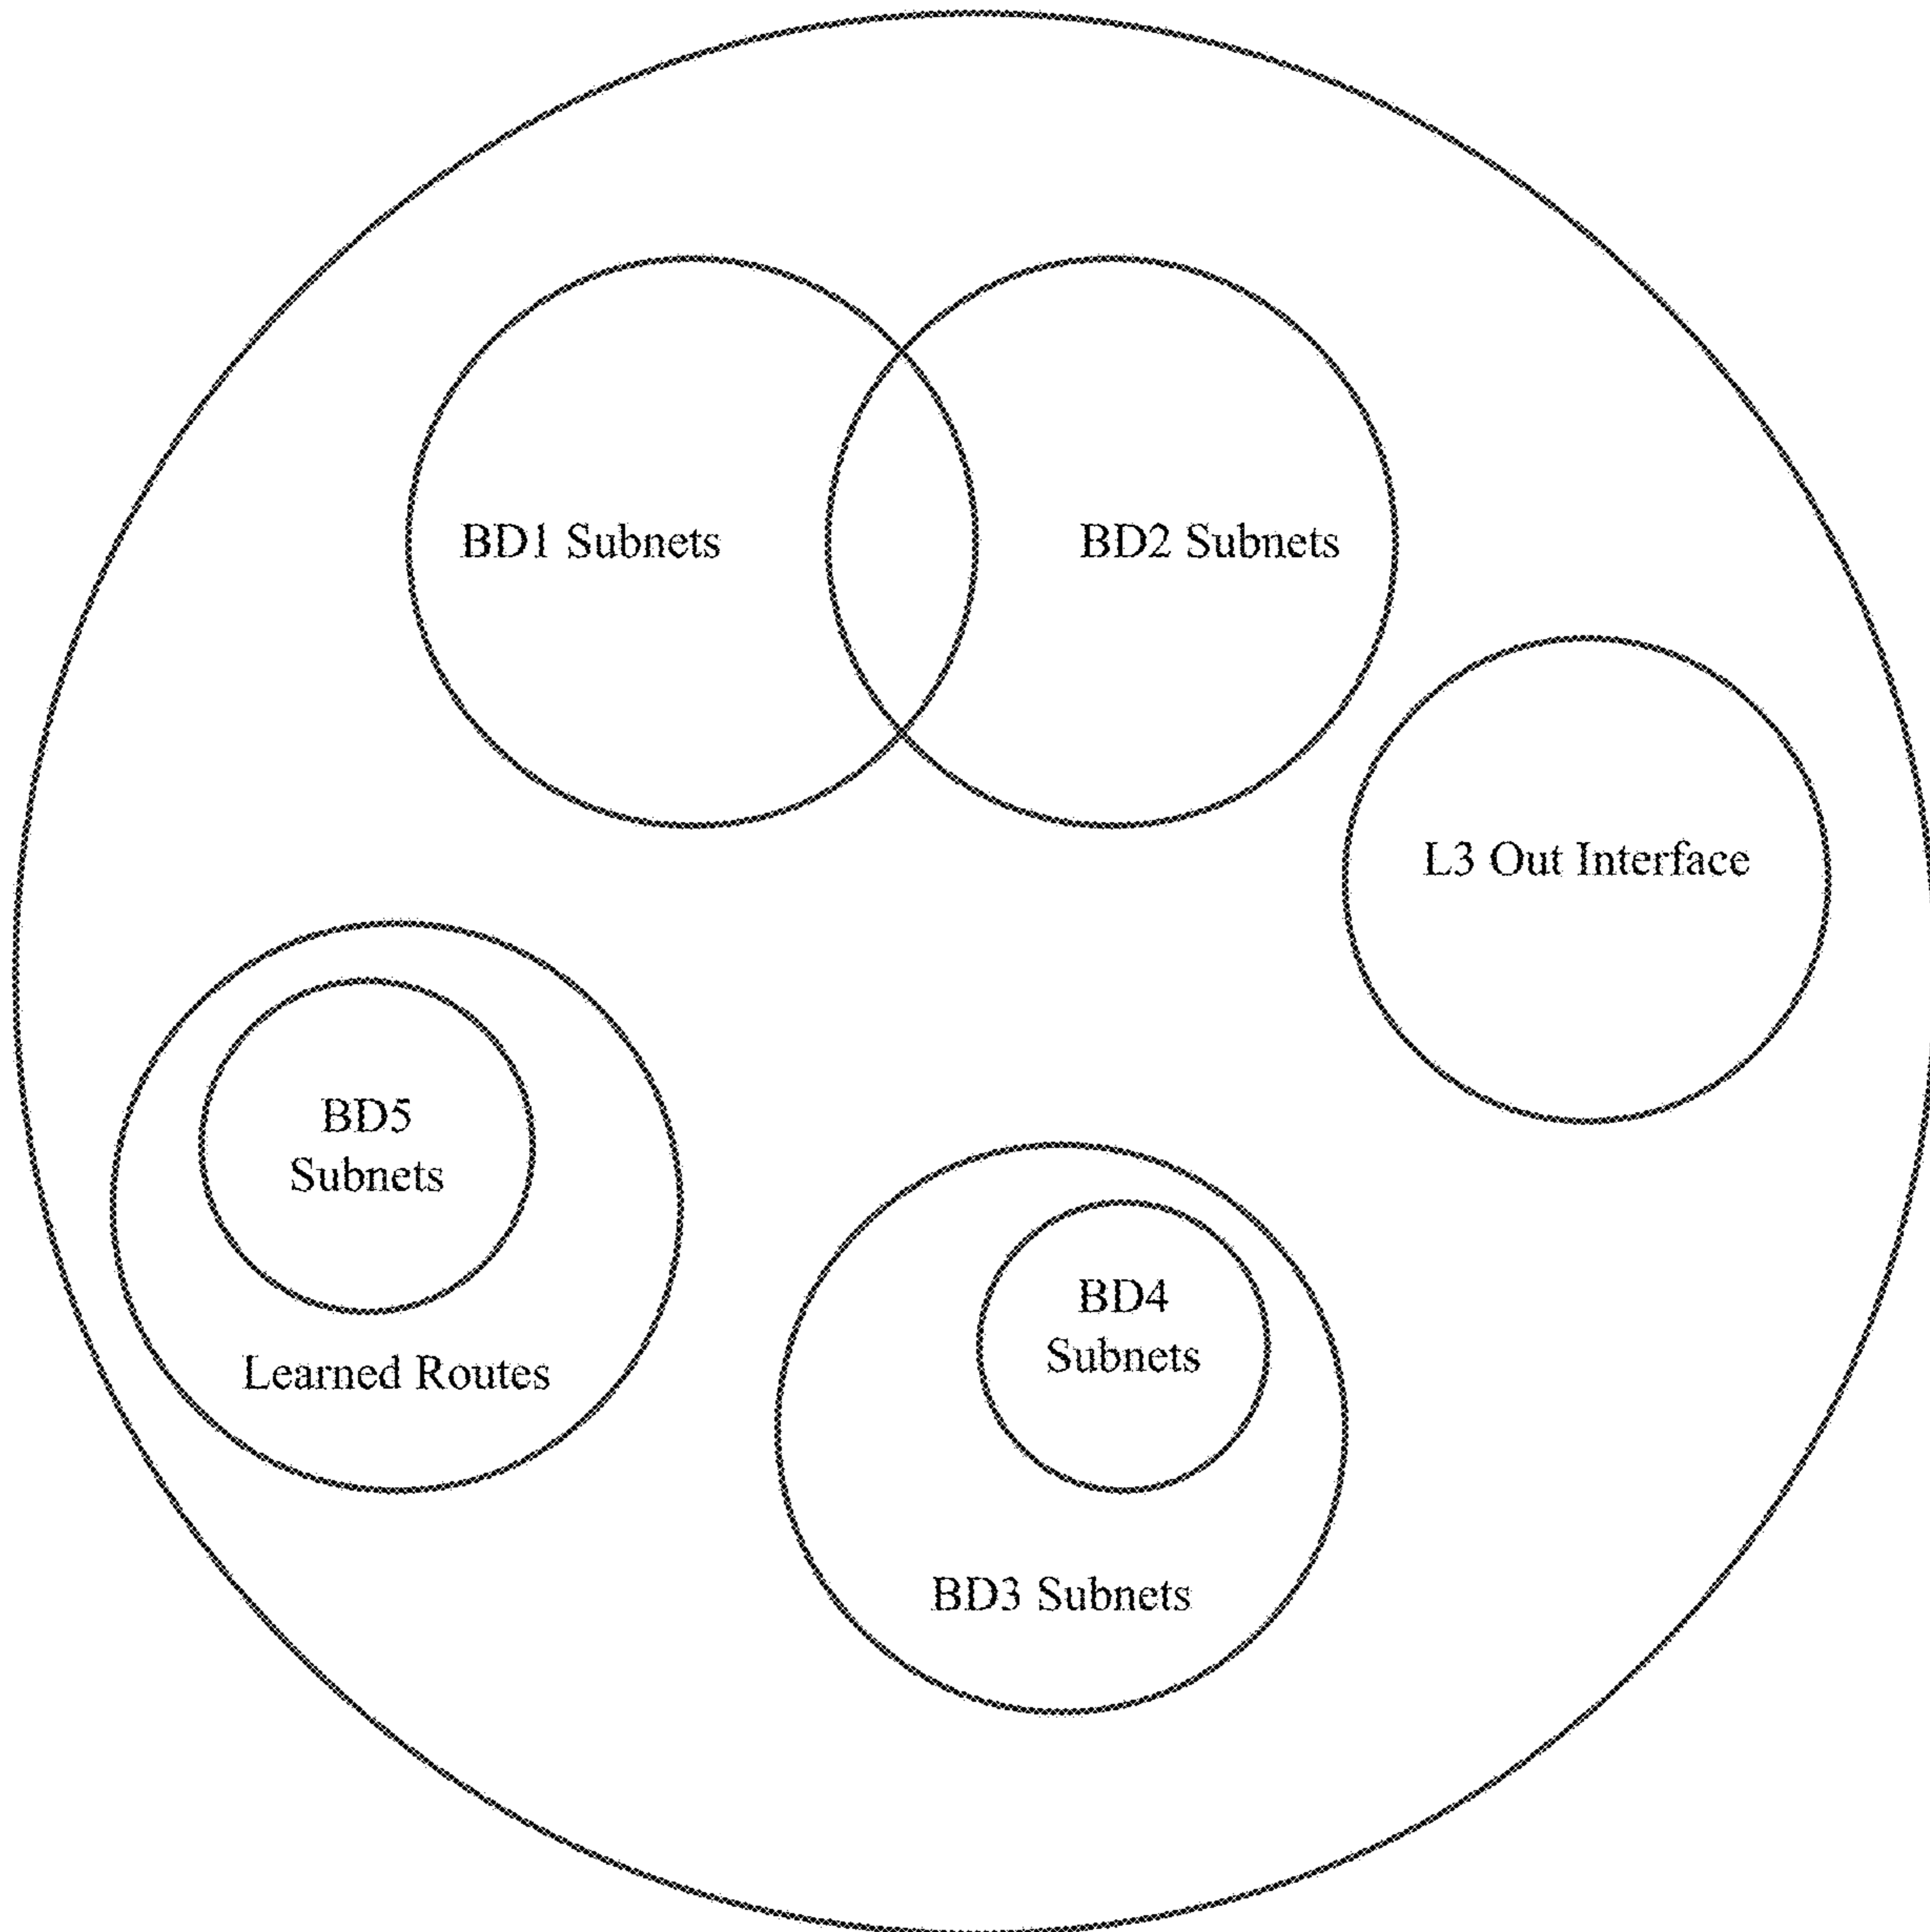 BD1 Subnets
BD2 Subnets
L3 Out Interface
BD5
Subnets
Learned Routes
BD4
Subnets
BD3 Subnets